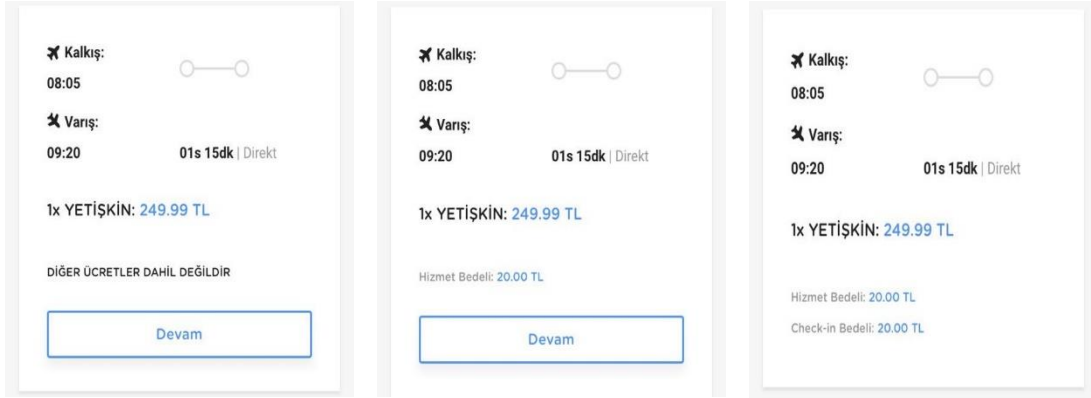 Kalkış:
08:05
Varış:
09:20
01s 15dk | Direkt
1x YETİŞKİN: 249.99 TL
DİĞER ÜCRETLER DAHİL DEĞİLDİR
Devam
Kalkış:
08:05
Varış:
09:20
01s 15dk | Direkt
1x YETİŞKİN: 249.99 TL
Hizmet Bedeli: 20.00 TL
Devam
Kalkış:
08:05
Varış:
09:20
01s 15dk | Direkt
1x YETİŞKİN: 249.99 TL
Hizmet Bedeli: 20.00 TL
Check-in Bedeli: 20.00 TL